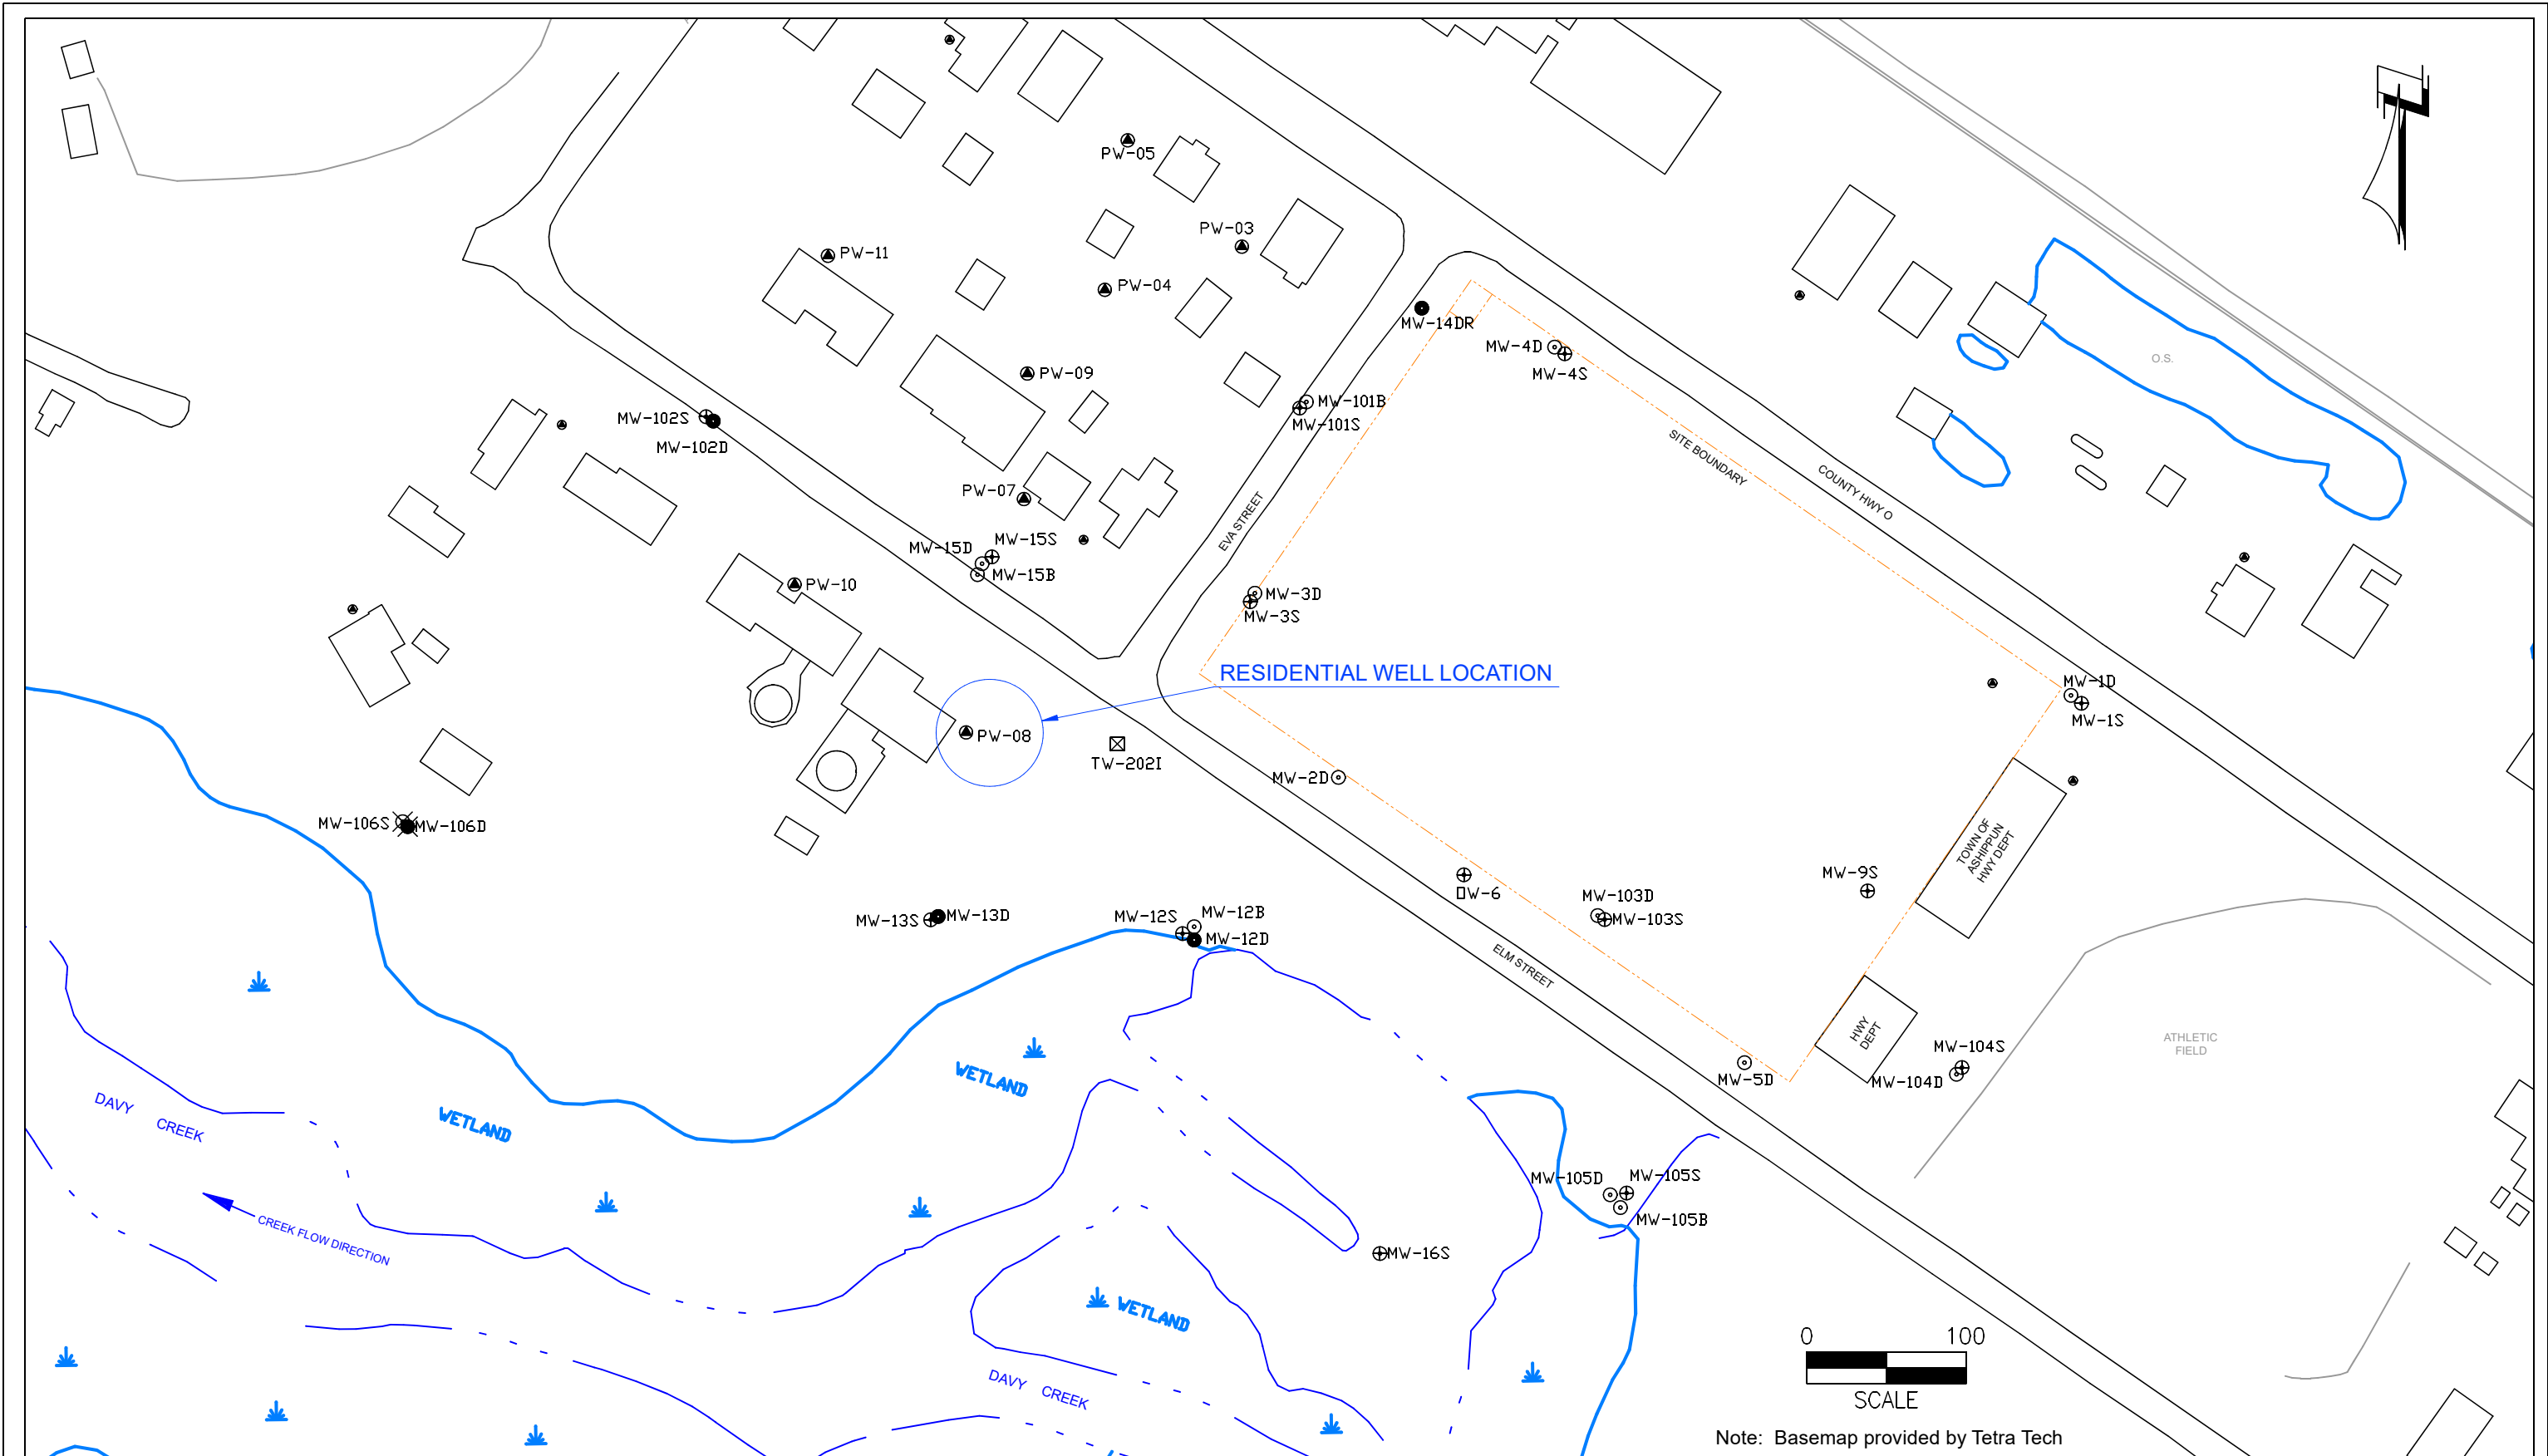 PW-05
PW-03
PW-11
PW-04
MW-14DR
MW-4D
MW-4S
O.S.
PW-09
MW-101B
MW-101S
MW-102S
MW-102D
SITE BOUNDARY
COUNTY HWY O
PW-07
EVA STREET
MW-15S
MW-15D
MW-15B
PW-10
MW-3D
MW-3S
RESIDENTIAL WELL LOCATION
MW-1D
MW-1S
PW-08
TW-202I
MW-2D
MW-106S
MW-106D
TOWN OF
ASHIPPUN
HWY DEPT
MW-9S
OW-6
MW-103D
MW-103S
MW-13S
MW-13D
MW-12S
MW-12B
MW-12D
ELM STREET
HWY
DEPT
ATHLETIC
FIELD
MW-104S
MW-104D
MW-5D
WETLAND
WETLAND
DAVY CREEK
MW-105D
MW-105S
MW-105B
CREEK FLOW DIRECTION
MW-16S
WETLAND
DAVY CREEK
0 100
SCALE
Note: Basemap provided by Tetra Tech